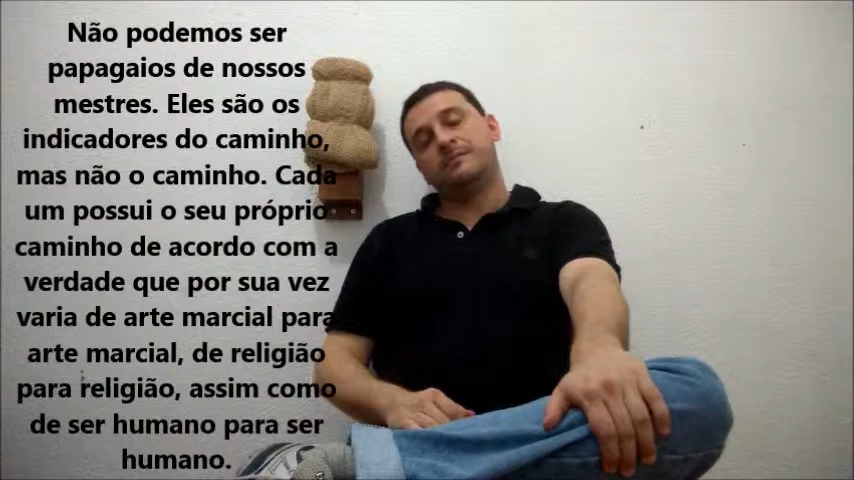 Não podemos ser
papagaios de nossos
mestres. Eles são os
indicadores do caminho,
mas não o caminho. Cada
um possui o seu próprio
caminho de acordo com a
verdade que por sua vez
varia de arte marcial para
arte marcial, de religião
para religião, assim como
de ser humano para ser
humano.